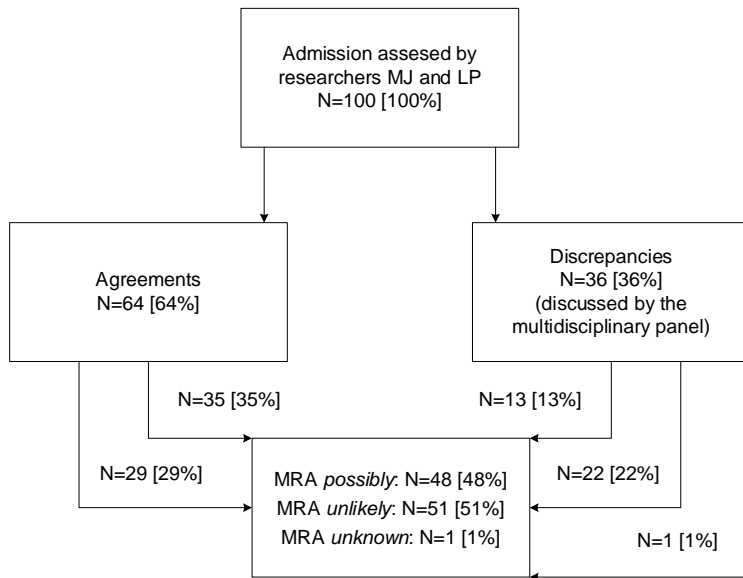 Admission assesed by
researchers MJ and LP
N=100 [100%]
Agreements
N=64 [64%]
Discrepancies
N=36 [36%]
(discussed by the
multidisciplinary panel)
N=35 [35%]
N=13 [13%]
N=29 [29%]
N=22 [22%]
MRA possibly: N=48 [48%]
MRA unlikely: N=51 [51%]
MRA unknown: N=1 [1%]
N=1 [1%]